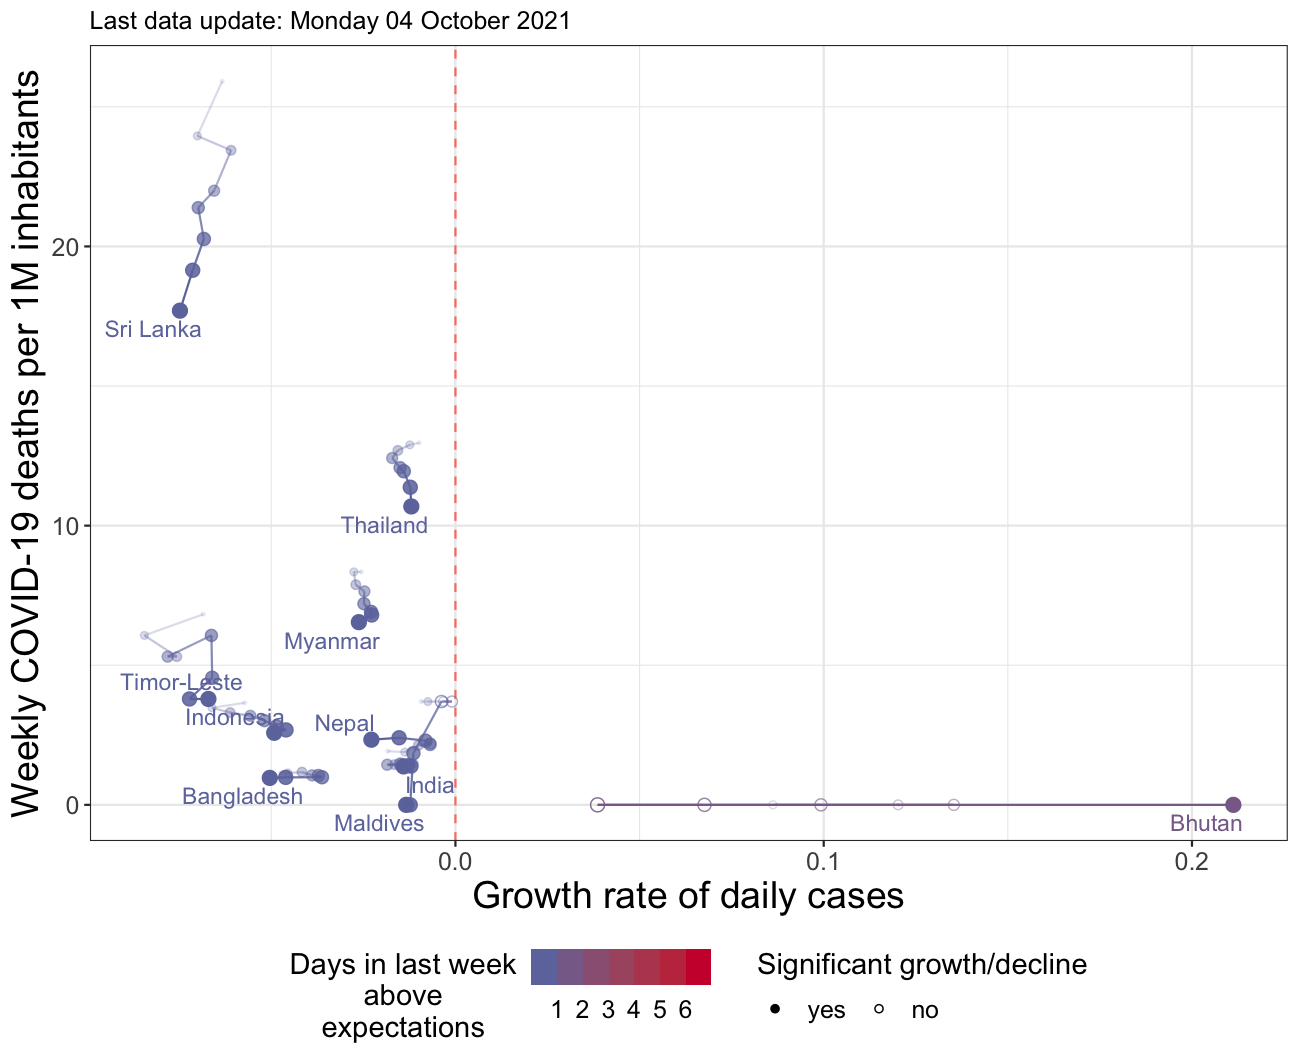 Last data update: Monday 04 October 2021
Weekly COVID-19 deaths per 1M inhabitants
20
10
0
Sri Lanka
Thailand
Myanmar
Timor-Leste
Indonesia
Nepal
India
Bangladesh
Maldives
Bhutan
0.0
0.1
0.2
Growth rate of daily cases
Days in last week
above
expectations
1 2 3 4 5 6
Significant growth/decline
yes
no